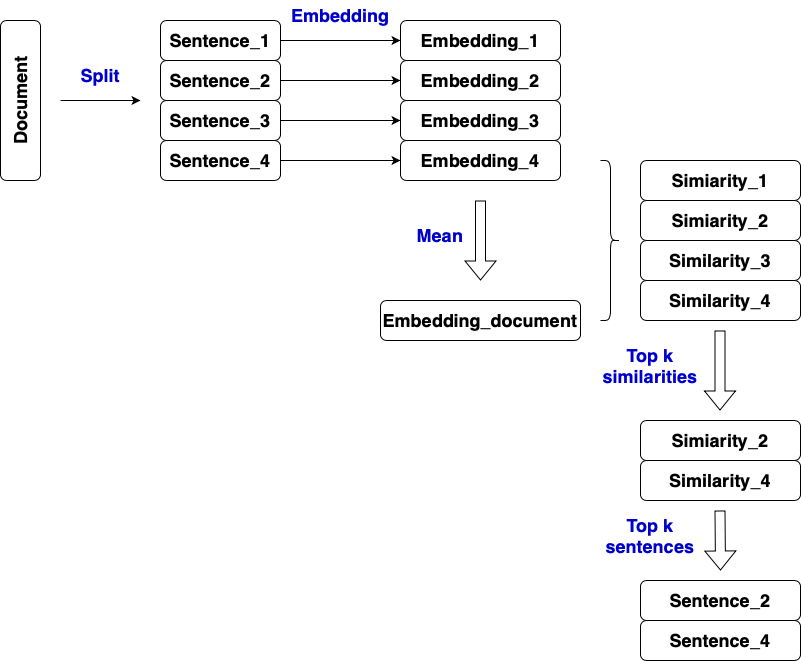 Document
Split
Embedding
Sentence_1
Sentence_2
Sentence_3
Sentence_4
Embedding_1
Embedding_2
Embedding_3
Embedding_4
Mean
Embedding_document
Simiarity_1
Simiarity_2
Similarity_3
Similarity_4
Top k
similarities
Simiarity_2
Similarity_4
Top k
sentences
Sentence_2
Sentence_4